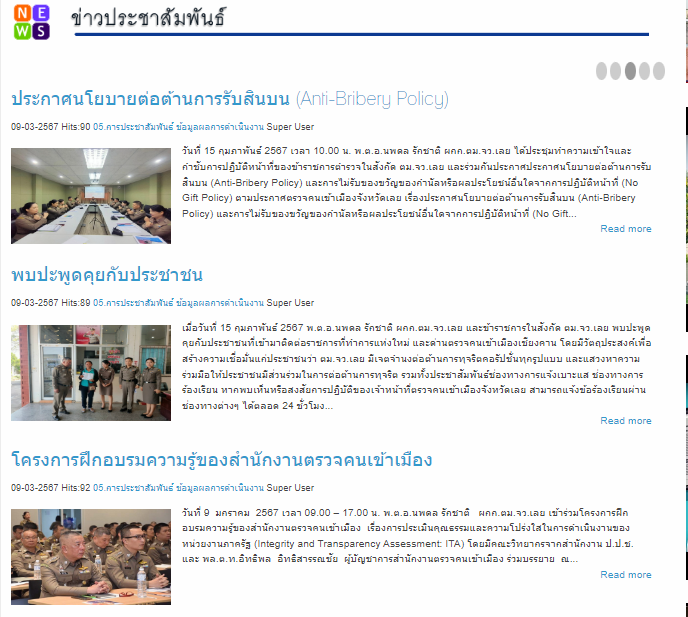 NEWS ข่าวประชาสัมพันธ์
ประกาศนโยบายต่อต้านการรับสินบน (Anti-Bribery Policy)
09-03-2567 Hits:90 05.การประชาสัมพันธ์ ข้อมูลผลการดำเนินงาน Super User
วันที่ 15 กุมภาพันธ์ 2567 เวลา 10.00 น. พ.ต.อ.นพดล รักชาติ ผกก.ตม.จว.เลย ได้ประชุมทำความเข้าใจและ
กำชับการปฏิบัติหน้าที่ของข้าราชการตำรวจในสังกัด ตม.จว.เลย และร่วมกันประกาศประกาศนโยบายต่อต้านการรับ
สินบน (Anti-Bribery Policy) และการไม่รับของขวัญของกำนัลหรือผลประโยชน์อื่นใดจากการปฏิบัติหน้าที่ (No
Gift Policy) ตามประกาศตรวจคนเข้าเมืองจังหวัดเลย เรื่องประกาศนโยบายต่อต้านการรับสินบน (Anti-Bribery
Policy) และการไม่รับของขวัญของกำนัลหรือผลประโยชน์อื่นใดจากการปฏิบัติหน้าที่ (No Gift...
Read more
พบปะพูดคุยกับประชาชน
09-03-2567 Hits:89 05.การประชาสัมพันธ์ ข้อมูลผลการดำเนินงาน Super User
เมื่อวันที่ 15 กุมภาพันธ์ 2567 พ.ต.อ.นพดล รักชาติ ผกก.ตม.จว.เลย และข้าราชการในสังกัด ตม.จว.เลย พบปะพูด
คุยกับประชาชนที่เข้ามาติดต่อราชการที่ทำการแห่งใหม่ และด่านตรวจคนเข้าเมืองเชียงคาน โดยมีวัตถุประสงค์เพื่อ
สร้างความเชื่อมั่นแก่ประชาชนว่า ตม.จว.เลย มีเจตจำนงต่อต้านการทุจริตคอรัปชั่นทุกรูปแบบ และแสวงหาความ
ร่วมมือให้ประชาชนมีส่วนร่วมในการต่อต้านการทุจริต รวมทั้งประชาสัมพันธ์ช่องทางการแจ้งเบาะแส ช่องทางการ
ร้องเรียน หากพบเห็นหรือสงสัยการปฏิบัติของเจ้าหน้าที่ตรวจคนเข้าเมืองจังหวัดเลย สามารถแจ้งข้อร้องเรียนผ่าน
ช่องทางต่างๆ ได้ตลอด 24 ชั่วโมง...
Read more
โครงการฝึกอบรมความรู้ของสำนักงานตรวจคนเข้าเมือง
09-03-2567 Hits:92 05.การประชาสัมพันธ์ ข้อมูลผลการดำเนินงาน Super User
วันที่ 9 มกราคม 2567 เวลา 09.00 – 17.00 น. พ.ต.อ.นพดล รักชาติ ผกก.ตม.จว.เลย เข้าร่วมโครงการฝึก
อบรมความรู้ของสำนักงานตรวจคนเข้าเมือง เรื่องการประเมินคุณธรรมและความโปร่งใสในการดำเนินงานของ
หน่วยงานภาครัฐ (Integrity and Transparency Assessment: ITA) โดยมีคณะวิทยากรจากสำนักงาน ป.ป.ช.
และ พล.ต.ท.อิทธิพล อิทธิสารรณชัย ผู้บัญชาการสำนักงานตรวจคนเข้าเมือง ร่วมบรรยาย ณ...
Read more